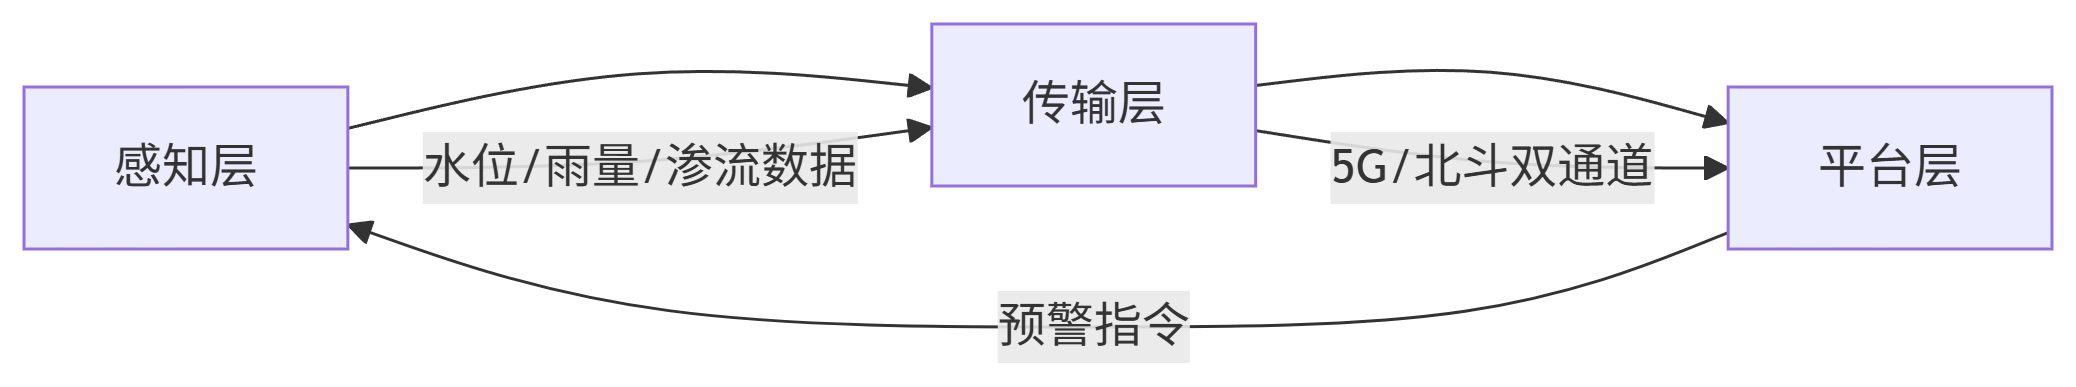 感知层
水位/雨量/渗流数据
传输层
5G/北斗双通道
平台层
预警指令